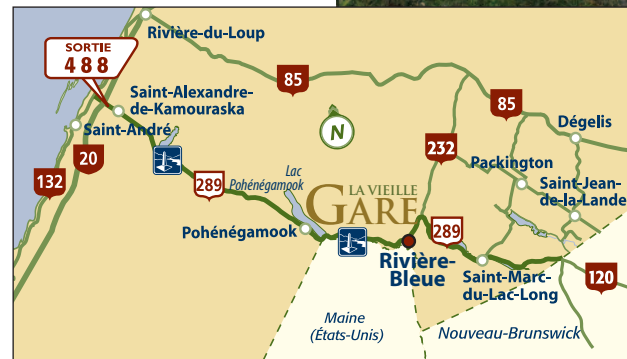 Rivière-du-Loup
SORTIE
488
85
Saint-Alexandre-
de-Kamouraska
85
Saint-André
N
Dégelis
20
232
Packington
132
289
Lac
Pohénégamook
LA VIEILLE
GARE
Saint-Jean-
de-la-Lande
Pohénégamook
289
Rivière-
Bleue
Saint-Marc-
du-Lac-Long
120
Maine
(États-Unis)
Nouveau-Brunswick